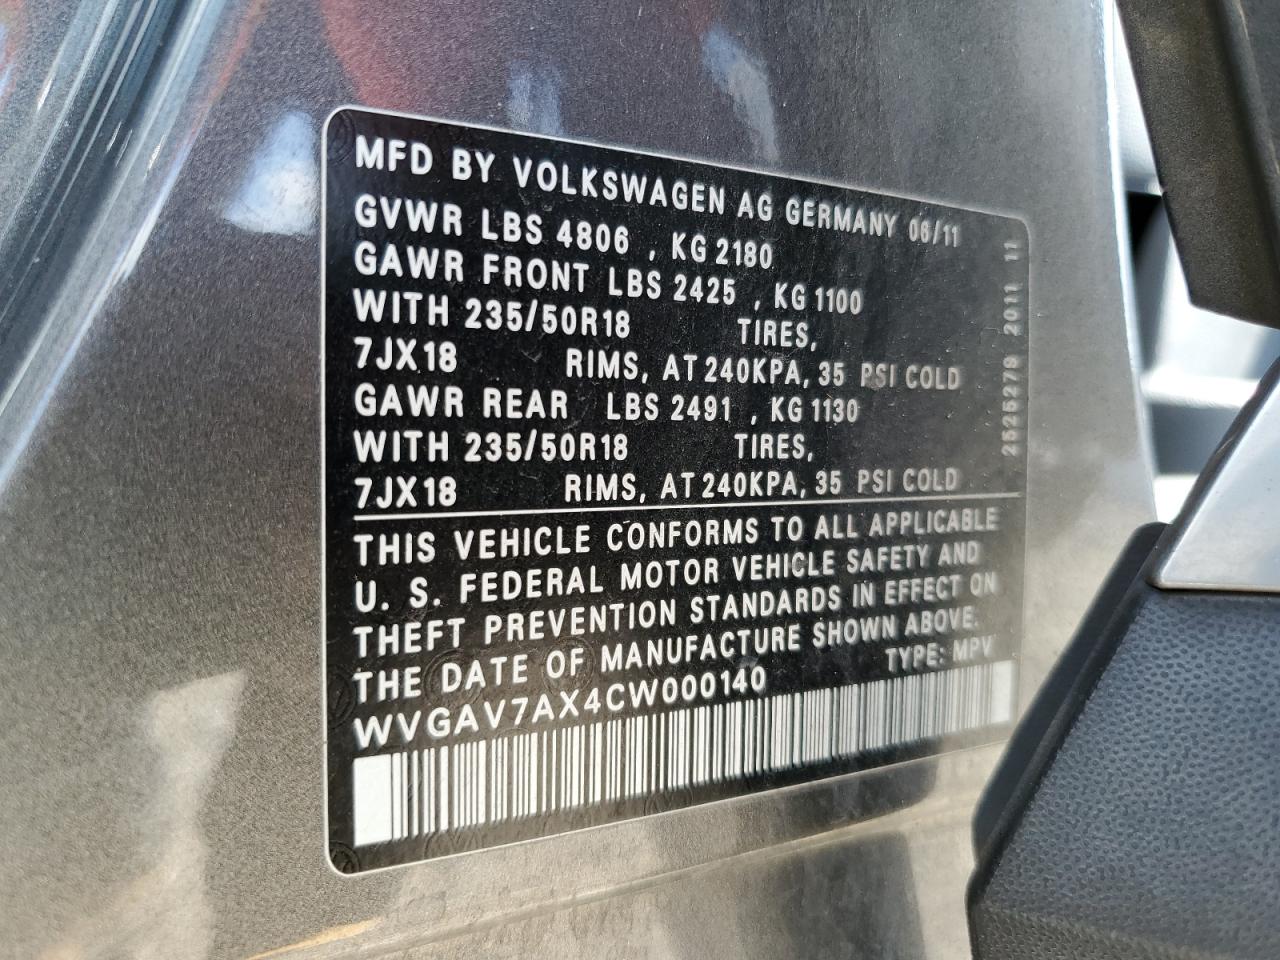 MFD BY VOLKSWAGEN AG GERMANY 06/11
GVWR LBS 4806 , KG 2180
GAWR FRONT LBS 2425 , KG 1100
WITH 235/50R18 TIRES,
7JX18 RIMS, AT 240KPA, 35 PSI COLD
GAWR REAR LBS 2491 , KG 1130
WITH 235/50R18 TIRES,
7JX18 RIMS, AT 240KPA, 35 PSI COLD
2525279 2011 11
THIS VEHICLE CONFORMS TO ALL APPLICABLE
U. S. FEDERAL MOTOR VEHICLE SAFETY AND
THEFT PREVENTION STANDARDS IN EFFECT ON
THE DATE OF MANUFACTURE SHOWN ABOVE.
WVGAV7AX4CW000140 TYPE: MPV